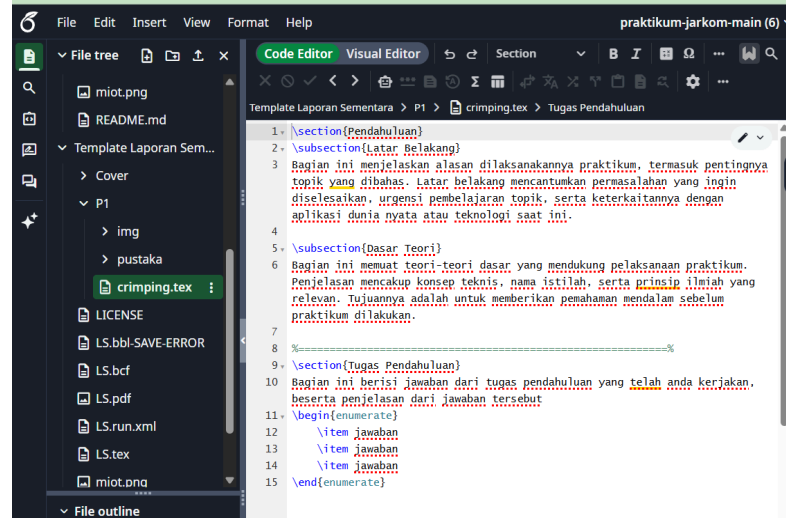 File Edit Insert View Format Help
praktikum-jarkom-main (6)
File tree
Code Editor Visual Editor
Section
B I Ω
Template Laporan Sementara > P1 > crimping.tex > Tugas Pendahuluan
miot.png
README.md
Template Laporan Sem...
Cover
P1
img
pustaka
crimping.tex
LICENSE
LS.bbl-SAVE-ERROR
LS.bcf
LS.pdf
LS.run.xml
LS.tex
miot.png
File outline
1 \section{Pendahuluan}
2 \subsection{Latar Belakang}
3 Bagian ini menjelaskan alasan dilaksanakannya praktikum, termasuk pentingnya
topik yang dibahas. Latar belakang mencantumkan permasalahan yang ingin
diselesaikan, urgensi pembelajaran topik, serta keterkaitannya dengan
aplikasi dunia nyata atau teknologi saat ini.
4
5 \subsection{Dasar Teori}
6 Bagian ini memuat teori-teori dasar yang mendukung pelaksanaan praktikum.
Penjelasan mencakup konsep teknis, nama istilah, serta prinsip ilmiah yang
relevan. Tujuannya adalah untuk memberikan pemahaman mendalam sebelum
praktikum dilakukan.
7
8 %===========================================================%
9 \section{Tugas Pendahuluan}
10 Bagian ini berisi jawaban dari tugas pendahuluan yang telah anda kerjakan,
beserta penjelasan dari jawaban tersebut
11 \begin{enumerate}
12 \item jawaban
13 \item jawaban
14 \item jawaban
15 \end{enumerate}